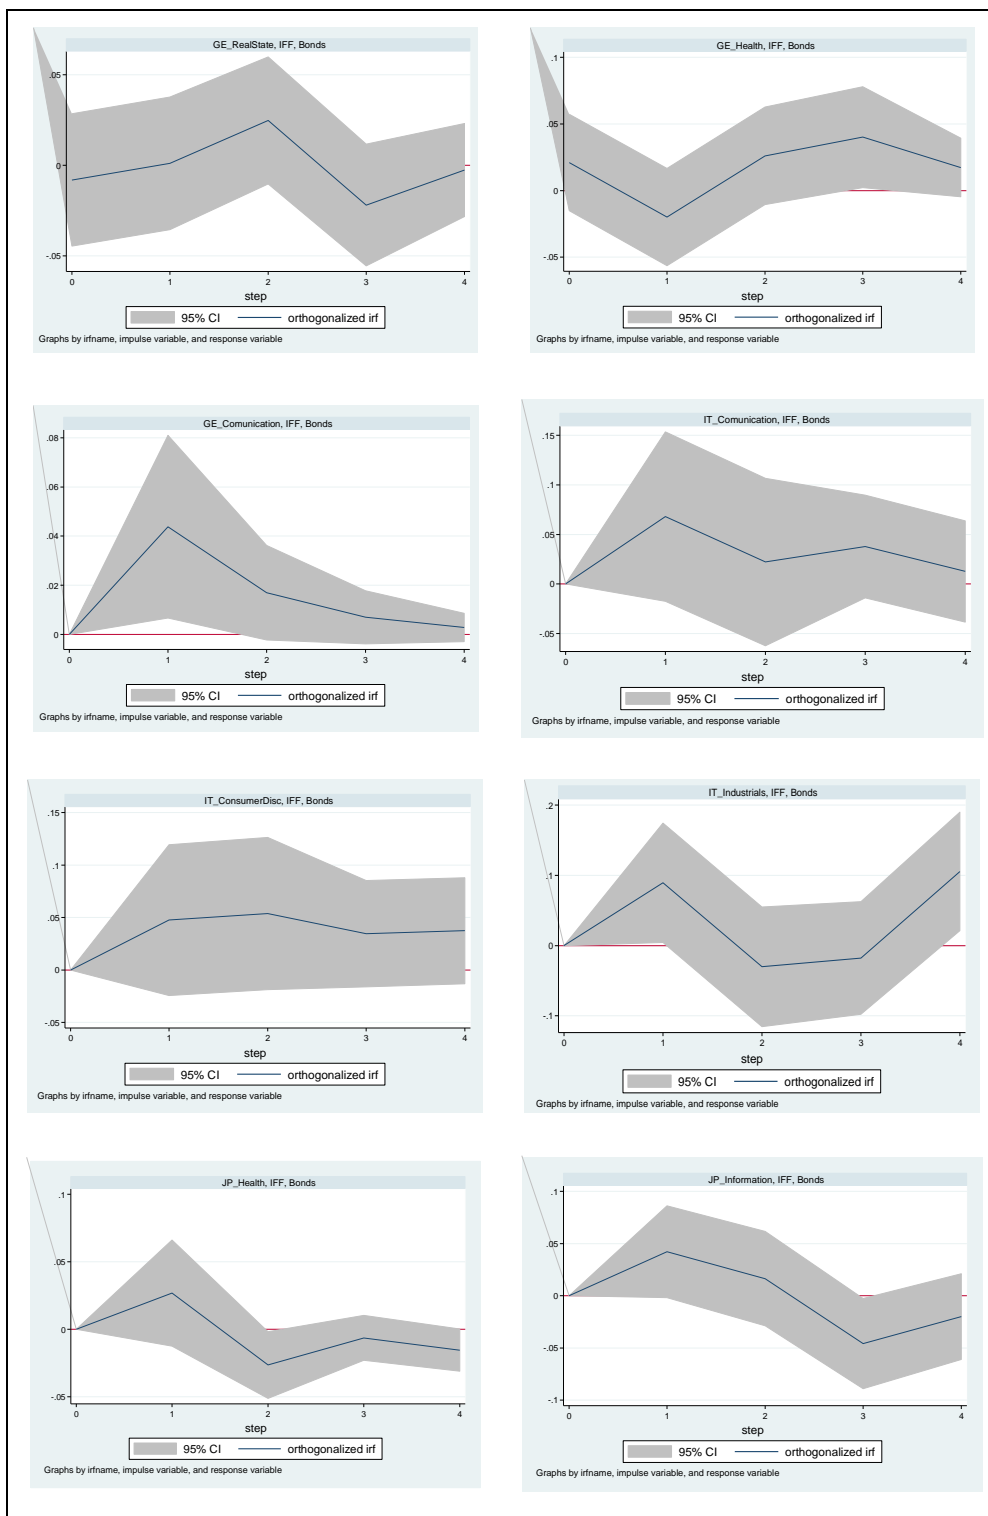 GE_RealState, IFF, Bonds
.05
0
-.05
0 1 2 3 4
step
95% CI orthogonalized irf
Graphs by irfname, impulse variable, and response variable
GE_Health, IFF, Bonds
.1
.05
0
-.05
0 1 2 3 4
step
95% CI orthogonalized irf
Graphs by irfname, impulse variable, and response variable
GE_Comunication, IFF, Bonds
.08
.06
.04
.02
0
0 1 2 3 4
step
95% CI orthogonalized irf
Graphs by irfname, impulse variable, and response variable
IT_Comunication, IFF, Bonds
.15
.1
.05
0
-.05
0 1 2 3 4
step
95% CI orthogonalized irf
Graphs by irfname, impulse variable, and response variable
IT_ConsumerDisc, IFF, Bonds
.15
.1
.05
0
-.05
0 1 2 3 4
step
95% CI orthogonalized irf
Graphs by irfname, impulse variable, and response variable
IT_Industrials, IFF, Bonds
.2
.1
0
-.1
0 1 2 3 4
step
95% CI orthogonalized irf
Graphs by irfname, impulse variable, and response variable
JP_Health, IFF, Bonds
.1
.05
0
-.05
0 1 2 3 4
step
95% CI orthogonalized irf
Graphs by irfname, impulse variable, and response variable
JP_Information, IFF, Bonds
.1
.05
0
-.05
-.1
0 1 2 3 4
step
95% CI orthogonalized irf
Graphs by irfname, impulse variable, and response variable